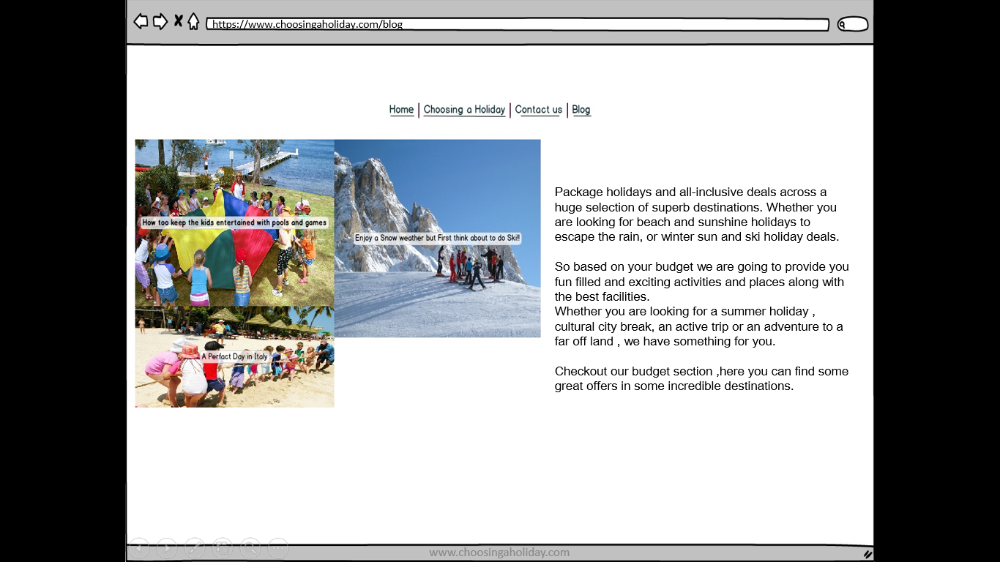 https://www.choosingaholiday.com/blog
Home | Choosing a Holiday | Contact us | Blog
How too keep the kids entertained with pools and games
Enjoy a Snow weather but First think about to do Ski!!
A Perfact Day in Italy
Package holidays and all-inclusive deals across a
huge selection of superb destinations. Whether you
are looking for beach and sunshine holidays to
escape the rain, or winter sun and ski holiday deals.
So based on your budget we are going to provide you
fun filled and exciting activities and places along with
the best facilities.
Whether you are looking for a summer holiday ,
cultural city break, an active trip or an adventure to a
far off land , we have something for you.
Checkout our budget section ,here you can find some
great offers in some incredible destinations.
www.choosingaholiday.com